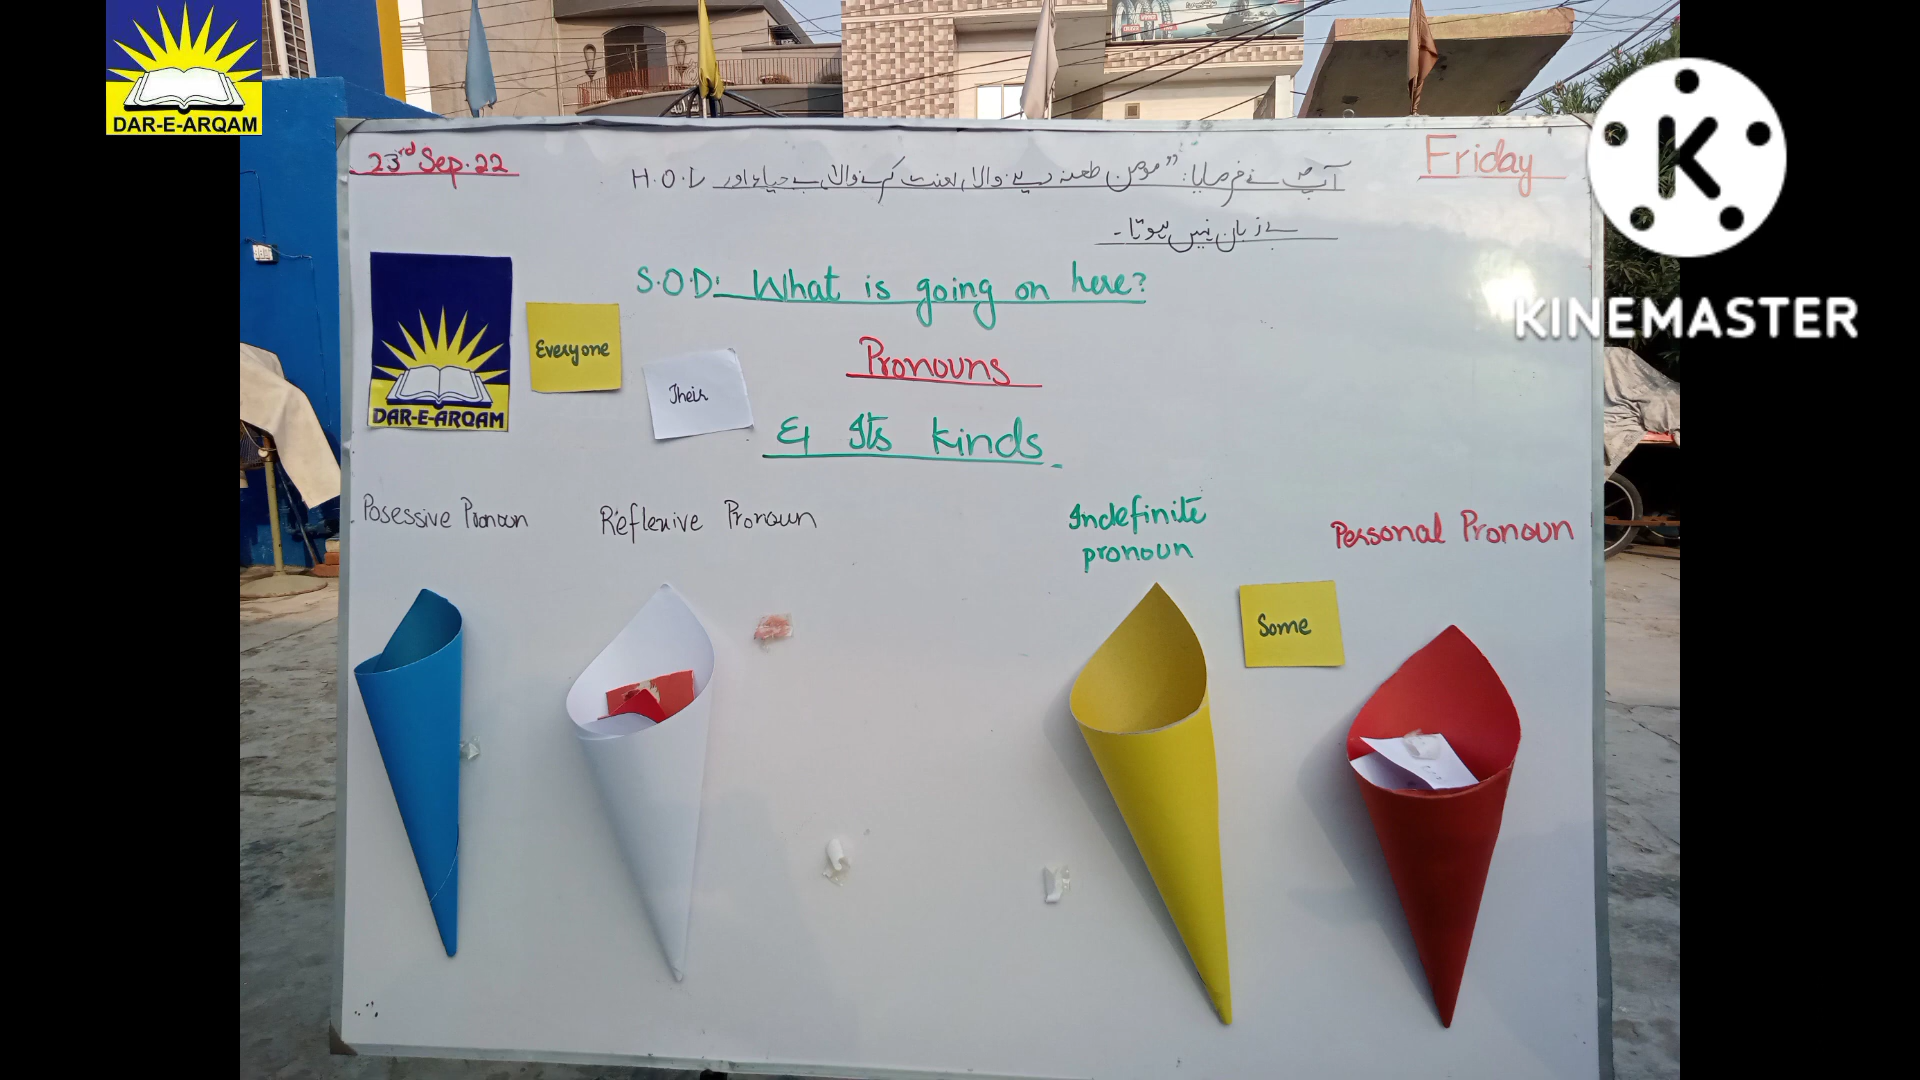 DAR-E-ARQAM
KINEMASTER
23rd Sep. 22
Friday
H.O.D آپ ﷺ نے فرمایا: "مومن طعنہ دینے والا، لعنت کرنے والا، بے حیاء اور
بے زبان نہیں ہوتا۔
S.O.D: What is going on here?
DAR-E-ARQAM
Everyone
Their
Pronouns
& Its kinds.
Posessive Pronoun
Reflexive Pronoun
Indefinite
pronoun
Personal Pronoun
Some